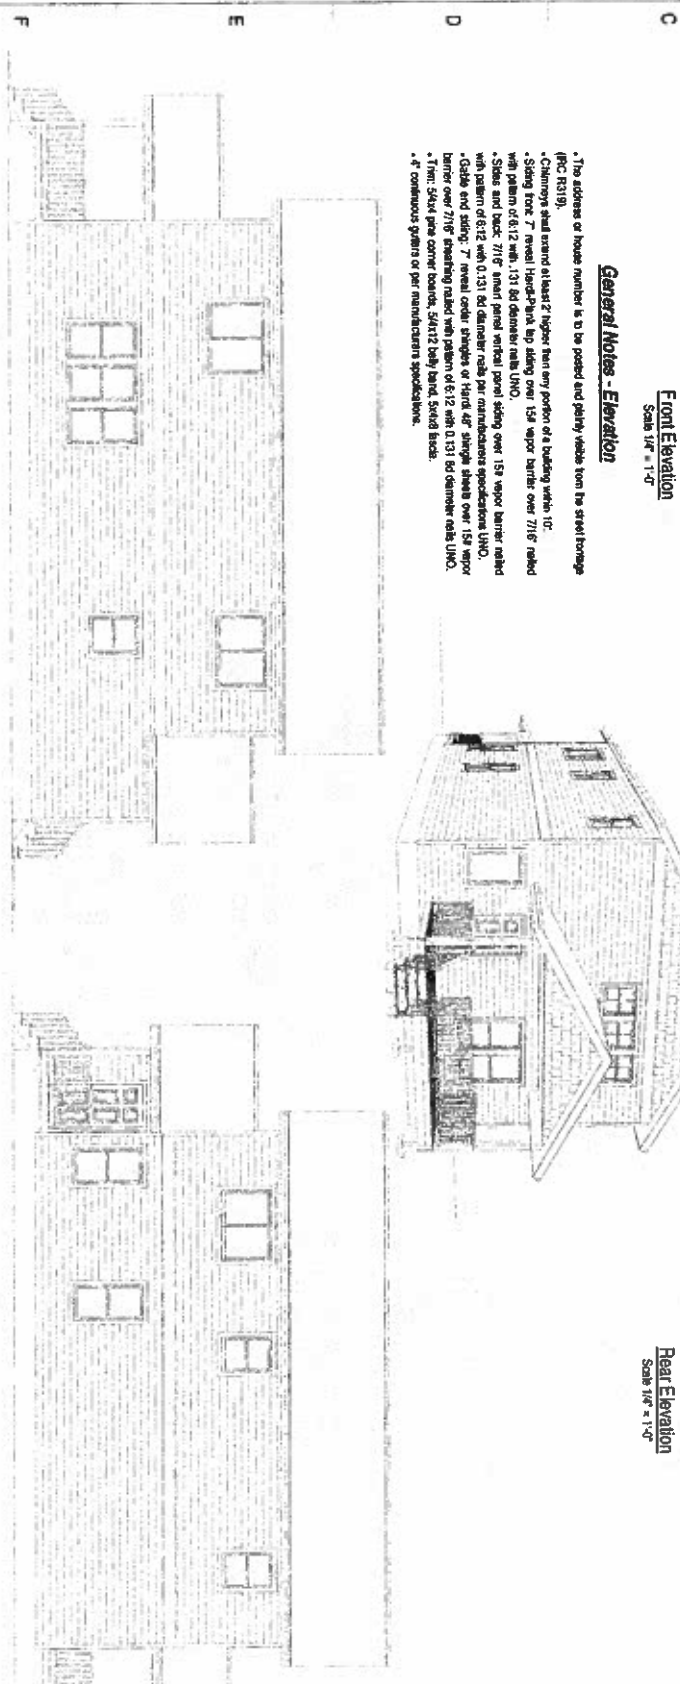 C
D
E
F
Front Elevation
Scale 1/4" = 1'-0"
Rear Elevation
Scale 1/4" = 1'-0"
General Notes - Elevation
• The address or house number is to be posted and plainly visible from the street frontage
(IRC R319).
• Chimneys shall extend at least 2' higher than any portion of a building within 10'.
• Siding front: 7" reveal Hardi-Plank lap siding over 15# vapor barrier over 7/16" nailed
with pattern of 6:12 with .131 8d diameter nails UNO.
• Sides and back: 7/16" smart panel vertical panel siding over 15# vapor barrier nailed
with pattern of 6:12 with 0.131 8d diameter nails per manufacturers specifications UNO.
• Gable end siding: 7" reveal cedar shingles or Hardi 48" shingle sheets over 15# vapor
barrier over 7/16" sheathing nailed with pattern of 6:12 with 0.131 8d diameter nails UNO.
• Trim: 5/4x4 pine corner boards, 5/4x12 belly band, 5/4x8 fascia.
• 4" continuous gutters or per manufacturers specifications.